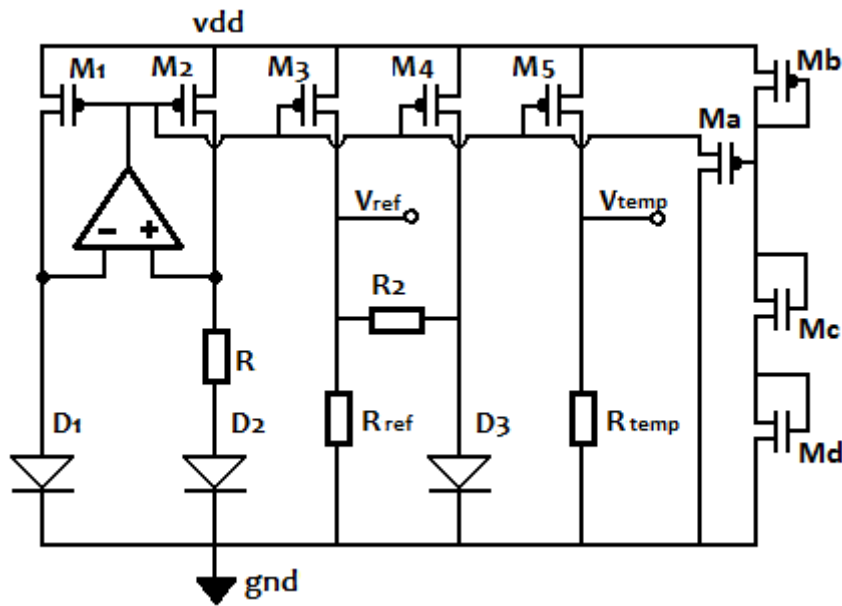 vdd
M1 M2 M3 M4 M5 Mb
Ma
Vref Vtemp
- +
R2
R Mc
D1 D2 Rref D3 Rtemp Md
gnd